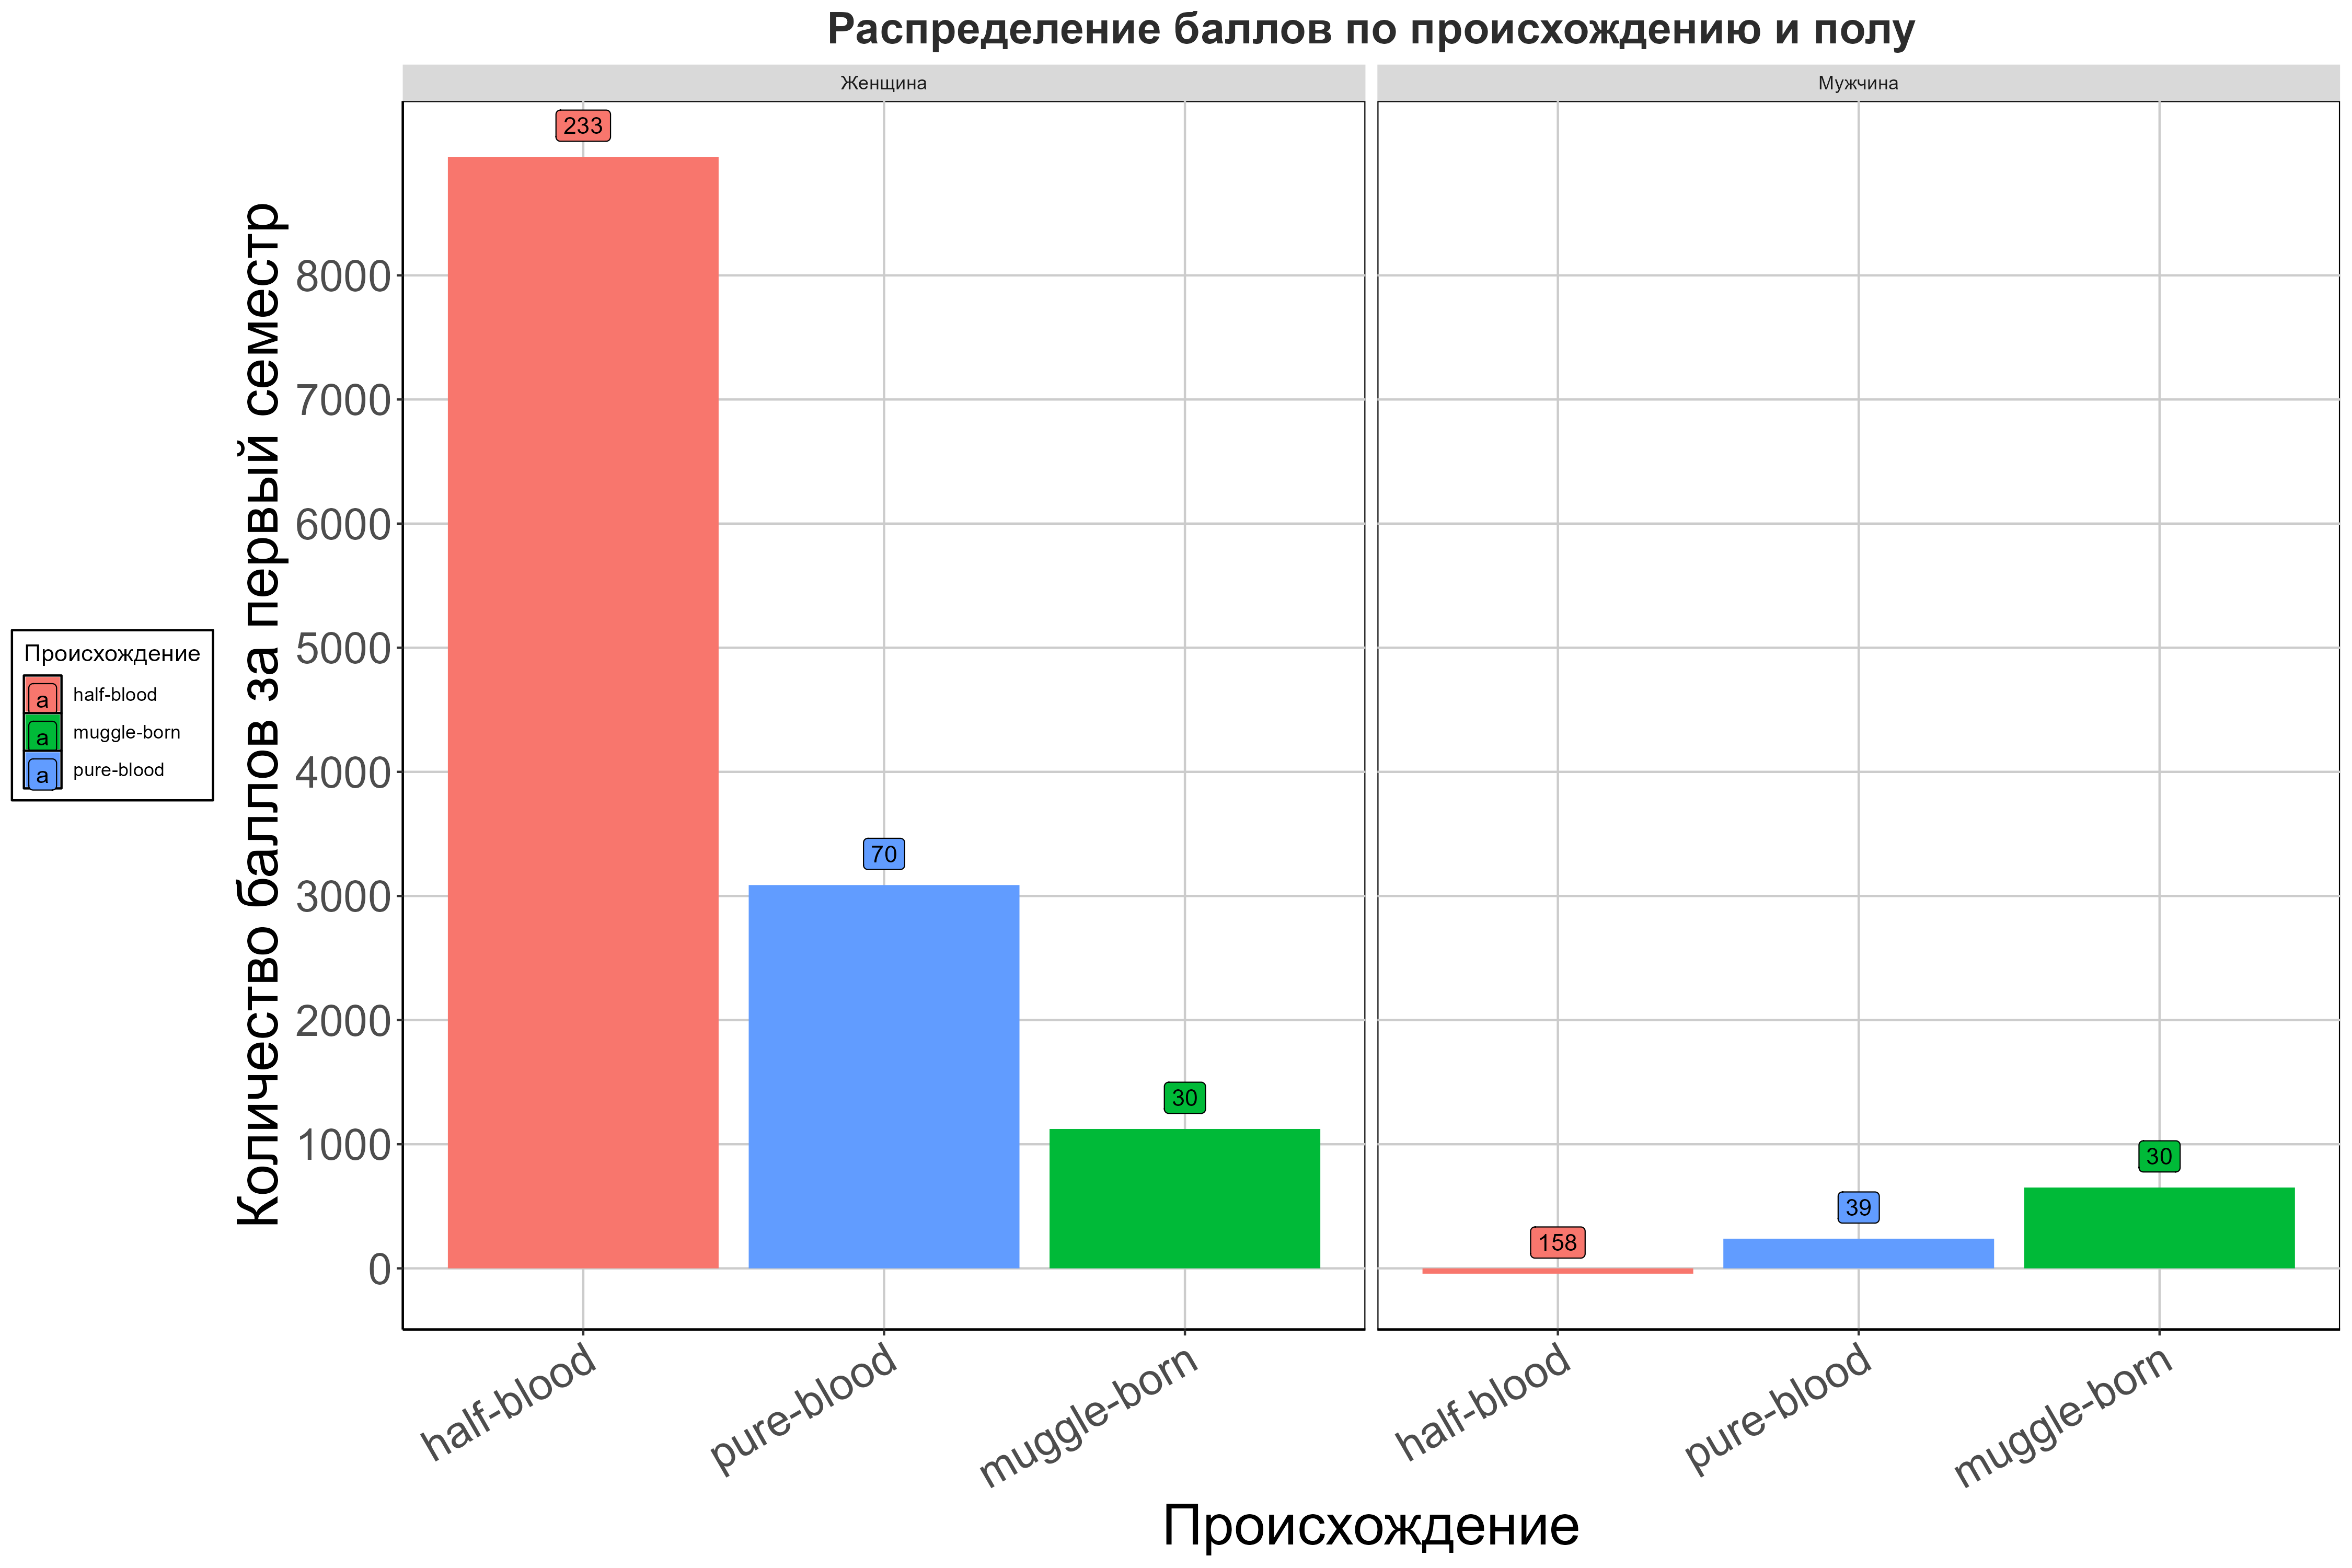 Распределение баллов по происхождению и полу
Женщина
Мужчина
Количество баллов за первый семестр
8000
7000
6000
5000
4000
3000
2000
1000
0
233
70
30
158
39
30
Происхождение
a half-blood
a muggle-born
a pure-blood
half-blood
pure-blood
muggle-born
half-blood
pure-blood
muggle-born
Происхождение